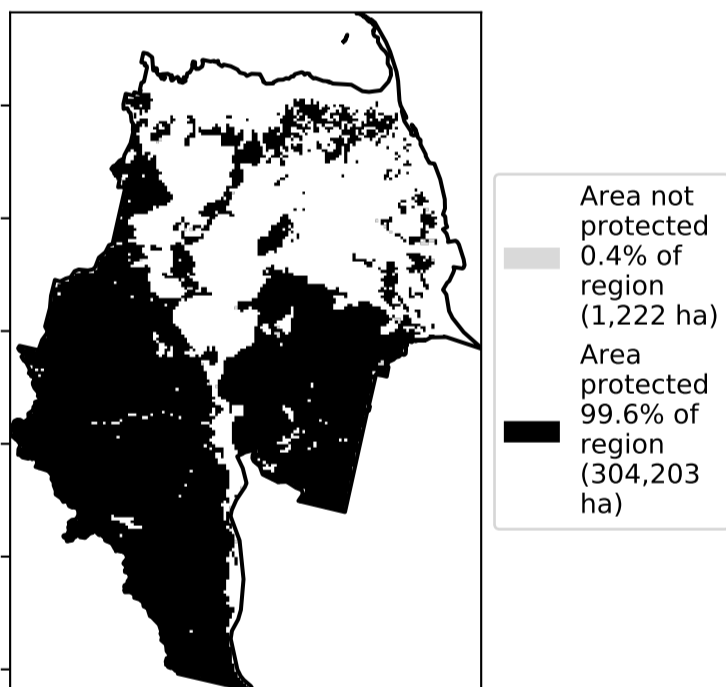 Area not
protected
0.4% of
region
(1,222 ha)
Area
protected
99.6% of
region
(304,203
ha)